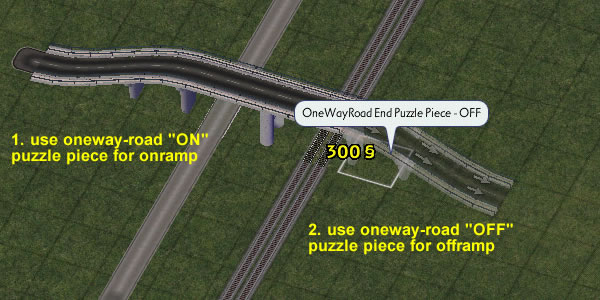 OneWayRoad End Puzzle Piece - OFF
1. use oneway-road "ON"
puzzle piece for onramp
300 §
2. use oneway-road "OFF"
puzzle piece for offramp